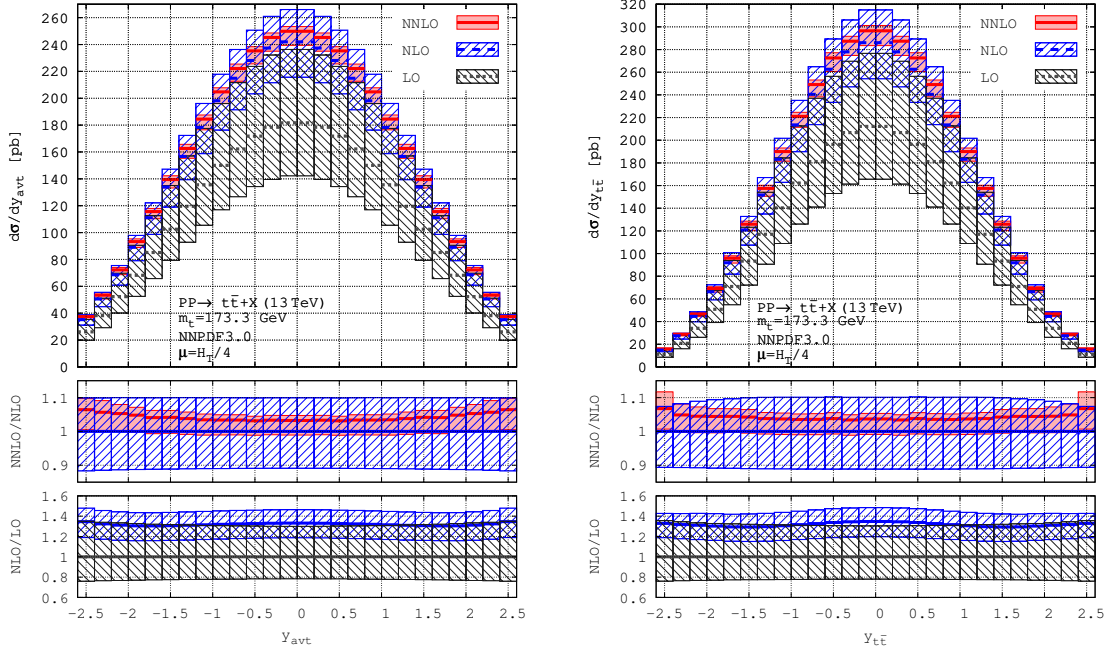 260
240
220
200
180
160
140
120
100
80
60
40
20
0
dσ/dy_avt [pb]
NNLO
NLO
LO
PP→ tt̄+X (13 TeV)
m_t=173.3 GeV
NNPDF3.0
μ=H_T/4
1.1
1
0.9
NNLO/NLO
1.6
1.4
1.2
1
0.8
0.6
NLO/LO
-2.5 -2 -1.5 -1 -0.5 0 0.5 1 1.5 2 2.5
y_avt
320
300
280
260
240
220
200
180
160
140
120
100
80
60
40
20
0
dσ/dy_tt̄ [pb]
NNLO
NLO
LO
PP→ tt̄+X (13 TeV)
m_t=173.3 GeV
NNPDF3.0
μ=H_T/4
1.1
1
0.9
NNLO/NLO
1.6
1.4
1.2
1
0.8
0.6
NLO/LO
-2.5 -2 -1.5 -1 -0.5 0 0.5 1 1.5 2 2.5
y_tt̄